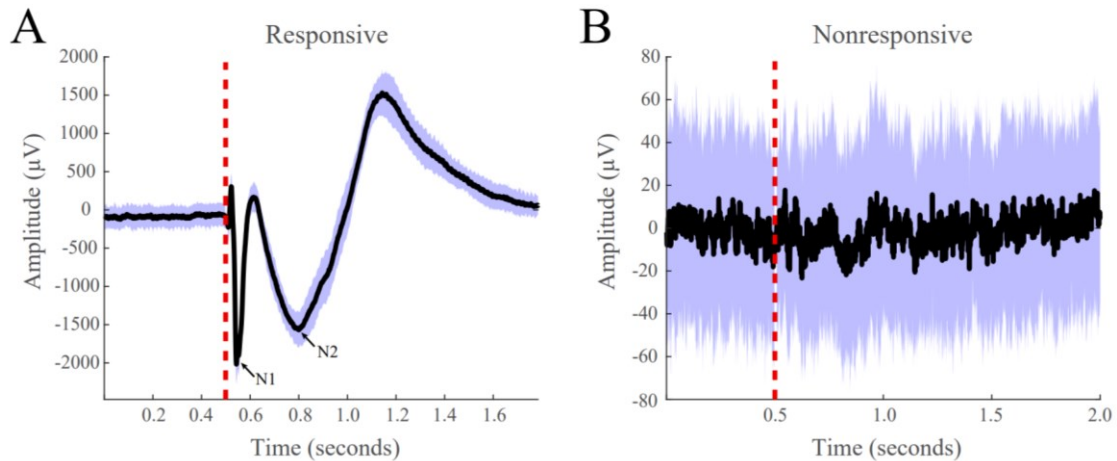 A
Responsive
Amplitude (µV)
2000
1500
1000
500
0
-500
-1000
-1500
-2000
N1
N2
0.2 0.4 0.6 0.8 1.0 1.2 1.4 1.6
Time (seconds)
B
Nonresponsive
Amplitude (µV)
80
60
40
20
0
-20
-40
-60
-80
0.5 1.0 1.5 2.0
Time (seconds)